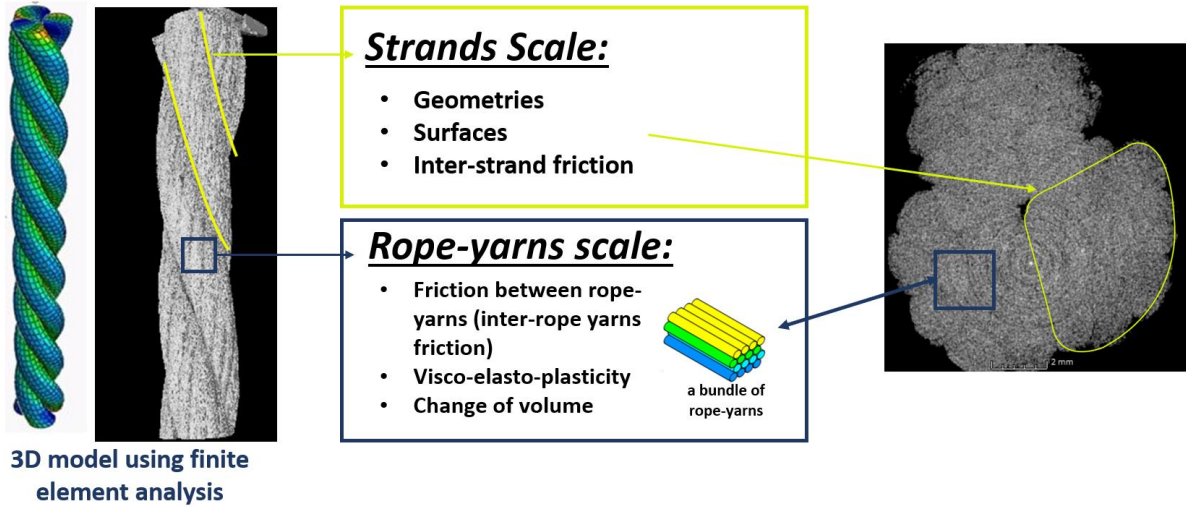 Strands Scale:
• Geometries
• Surfaces
• Inter-strand friction
Rope-yarns scale:
• Friction between rope-
yarns (inter-rope yarns
friction)
• Visco-elasto-plasticity
• Change of volume
a bundle of
rope-yarns
2 mm
3D model using finite
element analysis